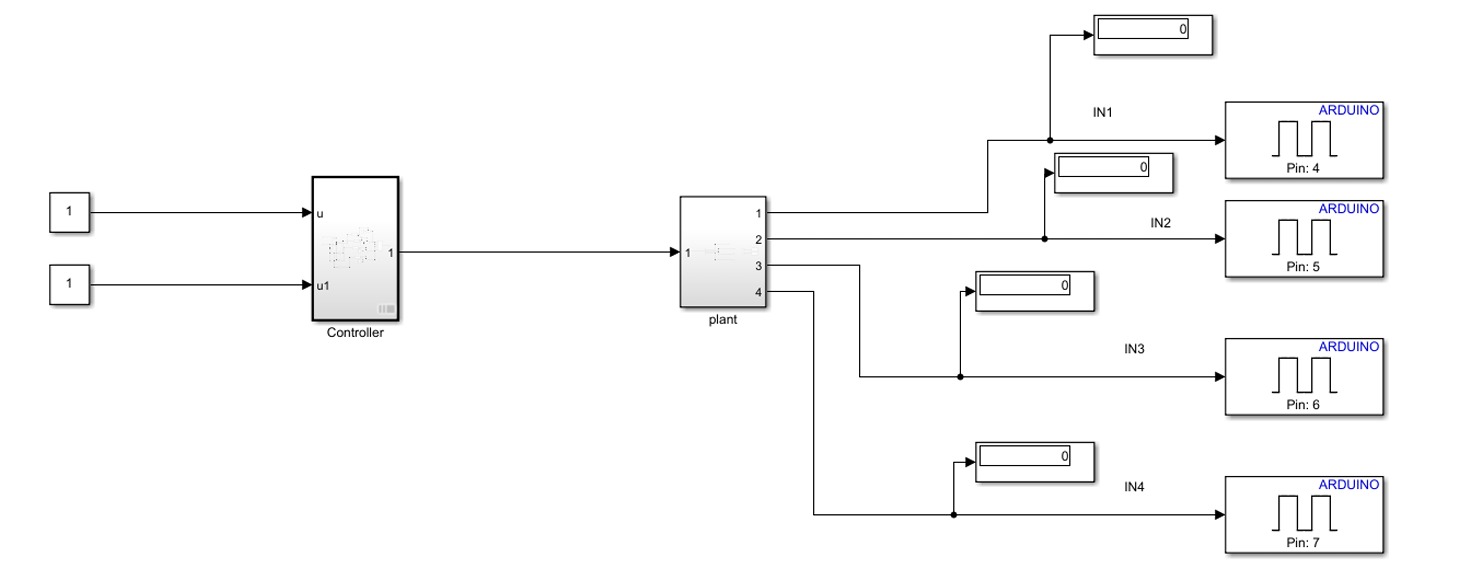 0
IN1
ARDUINO
Pin: 4
0
IN2
ARDUINO
Pin: 5
1
u
1
u1
1
Controller
1
1
2
3
4
plant
0
IN3
ARDUINO
Pin: 6
0
IN4
ARDUINO
Pin: 7